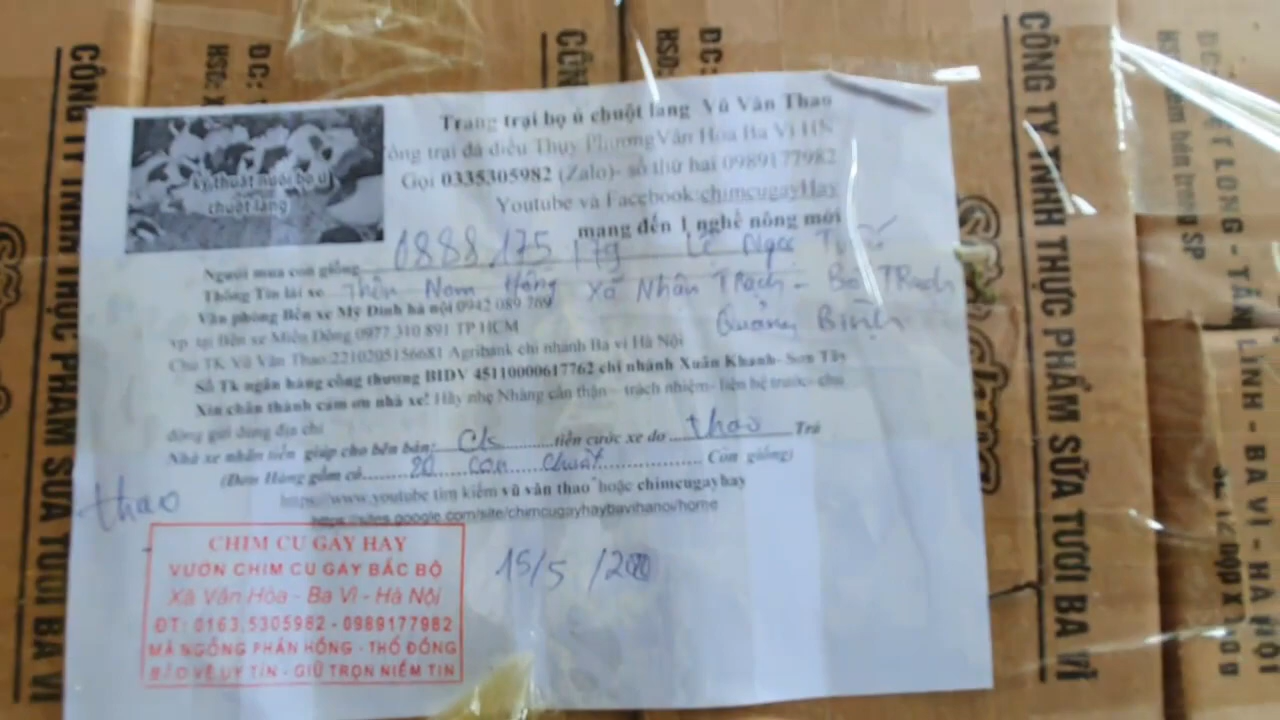 Trang trại bọ ú chuột lang Vũ Văn Thao
ông trại đà điểu Thụy Phương Vân Hòa Ba Vì HN
Gọi 0335305982 (Zalo)- số thứ hai 0989177982
Youtube và Facebook:chimcugayHay
mang đến 1 nghề nông mới
kỹ thuật nuôi bọ ú
chuột lang
Người mua con giống 0888 175 179 Lê Ngọc
Thông Tin lái xe Thôn Nam Hồng Xã Nhân Trạch - Bố Trạch
Quảng Bình
Văn phòng Bến xe Mỹ Đình hà nội 0942 089 769
vp tại Bến xe Miền Đông 0977 310 891 TP HCM
Chủ TK Vũ Văn Thao:2210205156681 Agribank chi nhánh Ba vì Hà Nội
Số Tk ngân hàng công thương BIDV 45110000617762 chi nhánh Xuân Khanh- Sơn Tây
Xin chân thành cảm ơn nhà xe! Hãy nhẹ Nhàng cẩn thận – trách nhiệm- liên hệ trước- cho
đúng gửi đúng địa chỉ
Nhà xe nhận tiền giúp cho bên bán: Ck tiền cước xe do thao Trả
(Đơn Hàng gồm có 20 con chuột Con giống)
https://www.youtube tìm kiếm vũ văn thao hoặc chimcugayhay
https://sites.google.com/site/chimcugayhaybavihanoi/home
thao
15/5
CHIM CU GÁY HAY
VƯỜN CHIM CU GÁY BẮC BỘ
Xã Vân Hòa - Ba Vì - Hà Nội
ĐT: 0163.5305982 - 0989177982
MÃ NGỒNG PHẤN HỒNG - THỔ ĐỒNG
BẢO VỆ UY TÍN - GIỮ TRỌN NIỀM TIN
CÔNG TY TNHH THỰC PHẨM SỮA TƯƠI BA VÌ
CÔNG TY TNHH THỰC PHẨM SỮA TƯƠI BA VÌ